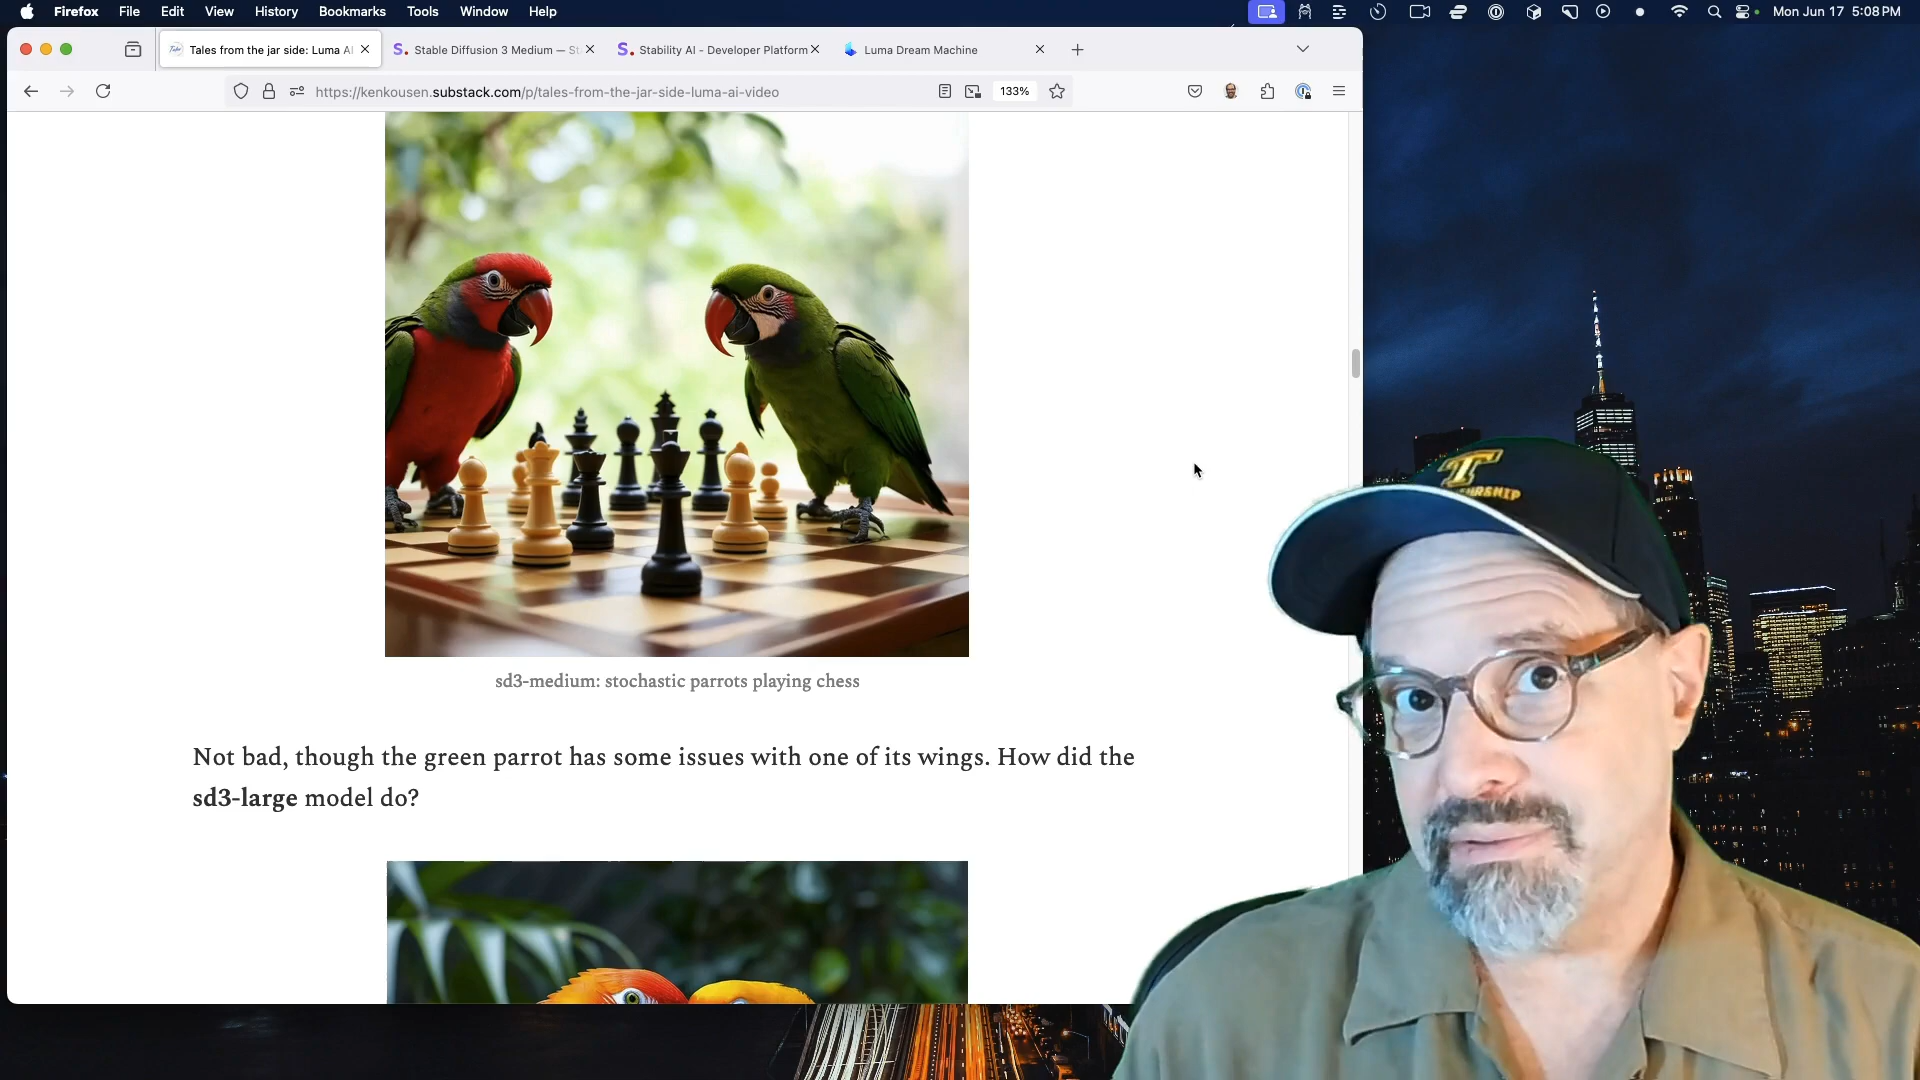 Firefox File Edit View History Bookmarks Tools Window Help
Mon Jun 17 5:08 PM
Tales from the jar side: Luma AI
Stable Diffusion 3 Medium — St
Stability AI - Developer Platform
Luma Dream Machine
https://kenkousen.substack.com/p/tales-from-the-jar-side-luma-ai-video
133%
sd3-medium: stochastic parrots playing chess
Not bad, though the green parrot has some issues with one of its wings. How did the
sd3-large model do?
T